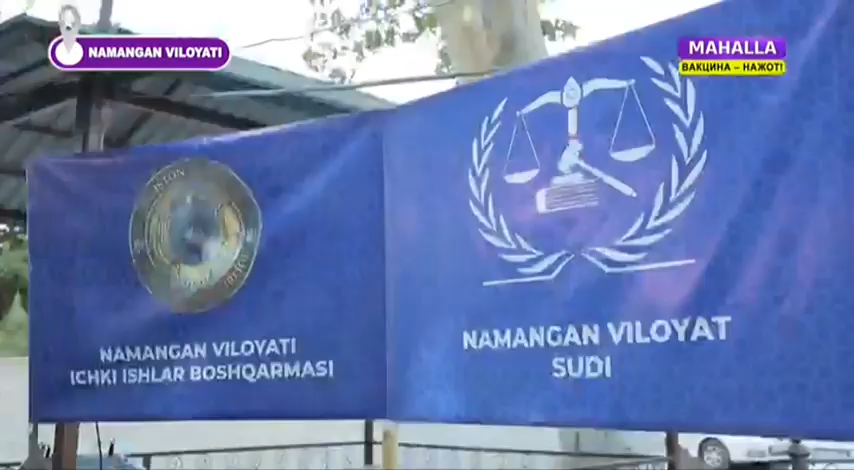 NAMANGAN VILOYATI
MAHALLA
ВАКЦИНА – НАЖОТ!
NAMANGAN VILOYATI
ICHKI ISHLAR BOSHQARMASI
NAMANGAN VILOYAT
SUDI